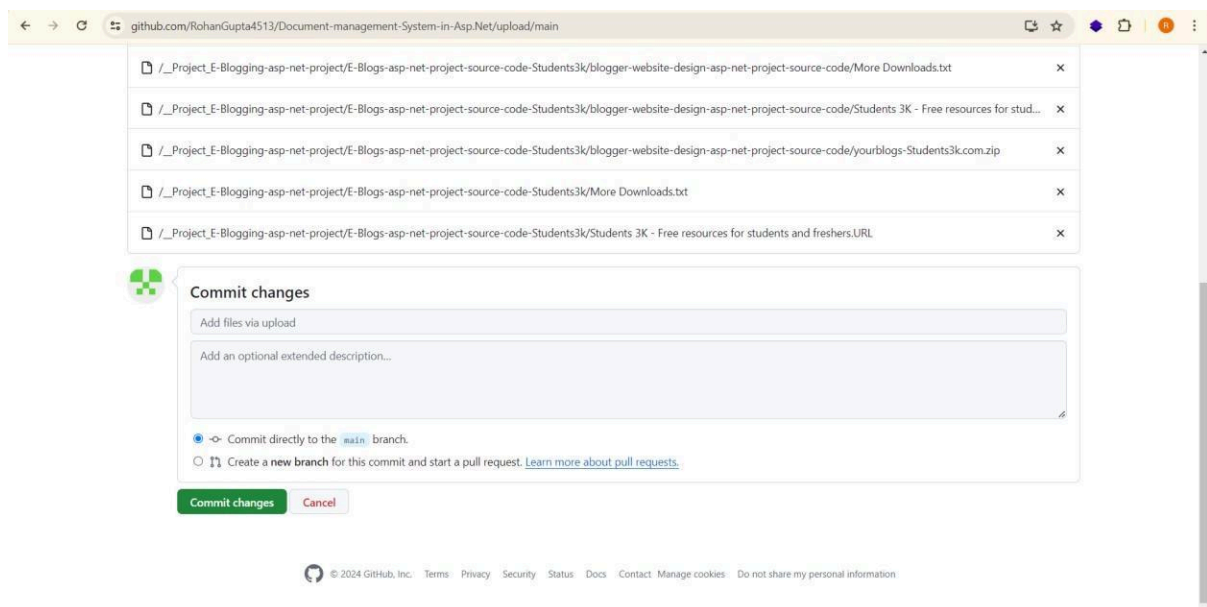 github.com/RohanGupta4513/Document-management-System-in-Asp.Net/upload/main
R
/__Project_E-Blogging-asp-net-project/E-Blogs-asp-net-project-source-code-Students3k/blogger-website-design-asp-net-project-source-code/More Downloads.txt
/__Project_E-Blogging-asp-net-project/E-Blogs-asp-net-project-source-code-Students3k/blogger-website-design-asp-net-project-source-code/Students 3K - Free resources for stud...
/__Project_E-Blogging-asp-net-project/E-Blogs-asp-net-project-source-code-Students3k/blogger-website-design-asp-net-project-source-code/yourblogs-Students3k.com.zip
/__Project_E-Blogging-asp-net-project/E-Blogs-asp-net-project-source-code-Students3k/More Downloads.txt
/__Project_E-Blogging-asp-net-project/E-Blogs-asp-net-project-source-code-Students3k/Students 3K - Free resources for students and freshers.URL
Commit changes
Add files via upload
Add an optional extended description...
Commit directly to the main branch.
Create a new branch for this commit and start a pull request. Learn more about pull requests.
Commit changes Cancel
© 2024 GitHub, Inc. Terms Privacy Security Status Docs Contact Manage cookies Do not share my personal information